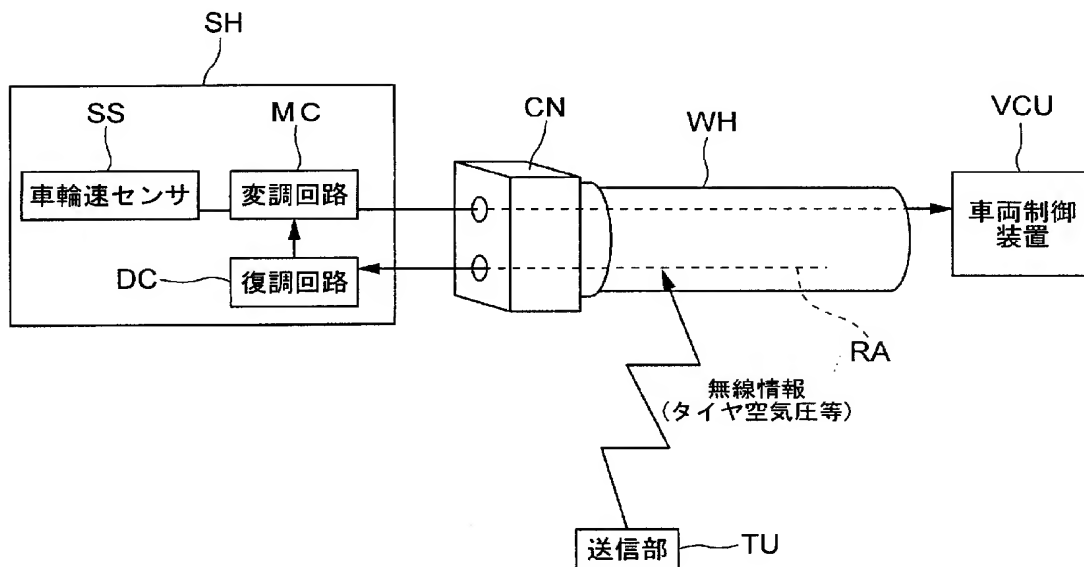 SH
SS
MC
CN
WH
VCU
車輪速センサ
変調回路
車両制御
装置
DC
復調回路
RA
無線情報
(タイヤ空気圧等)
送信部
TU